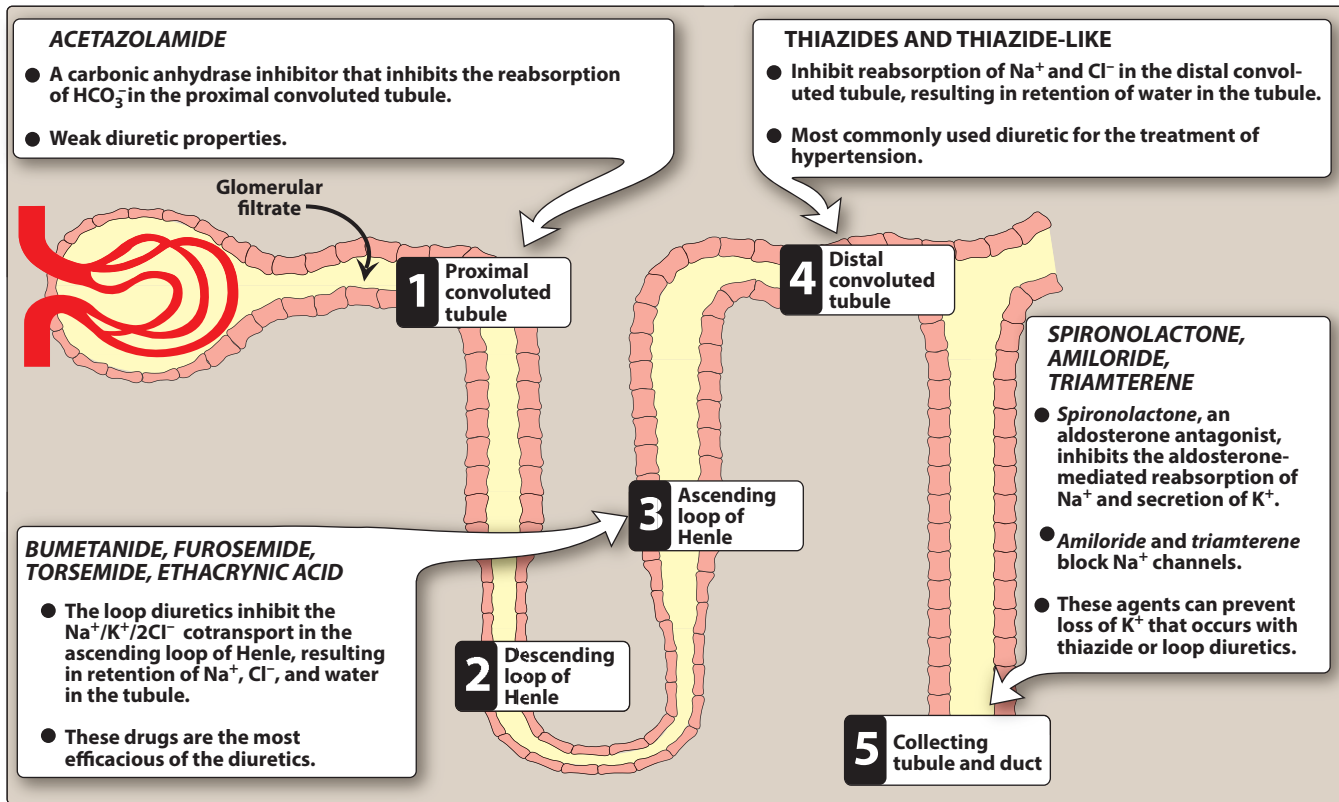 ACETAZOLAMIDE
● A carbonic anhydrase inhibitor that inhibits the reabsorption
of HCO₃⁻ in the proximal convoluted tubule.
● Weak diuretic properties.
THIAZIDES AND THIAZIDE-LIKE
● Inhibit reabsorption of Na⁺ and Cl⁻ in the distal convol-
uted tubule, resulting in retention of water in the tubule.
● Most commonly used diuretic for the treatment of
hypertension.
Glomerular
filtrate
1 Proximal
convoluted
tubule
4 Distal
convoluted
tubule
SPIRONOLACTONE,
AMILORIDE,
TRIAMTERENE
● Spironolactone, an
aldosterone antagonist,
inhibits the aldosterone-
mediated reabsorption of
Na⁺ and secretion of K⁺.
● Amiloride and triamterene
block Na⁺ channels.
● These agents can prevent
loss of K⁺ that occurs with
thiazide or loop diuretics.
3 Ascending
loop of
Henle
BUMETANIDE, FUROSEMIDE,
TORSEMIDE, ETHACRYNIC ACID
● The loop diuretics inhibit the
Na⁺/K⁺/2Cl⁻ cotransport in the
ascending loop of Henle, resulting
in retention of Na⁺, Cl⁻, and water
in the tubule.
● These drugs are the most
efficacious of the diuretics.
2 Descending
loop of
Henle
5 Collecting
tubule and duct